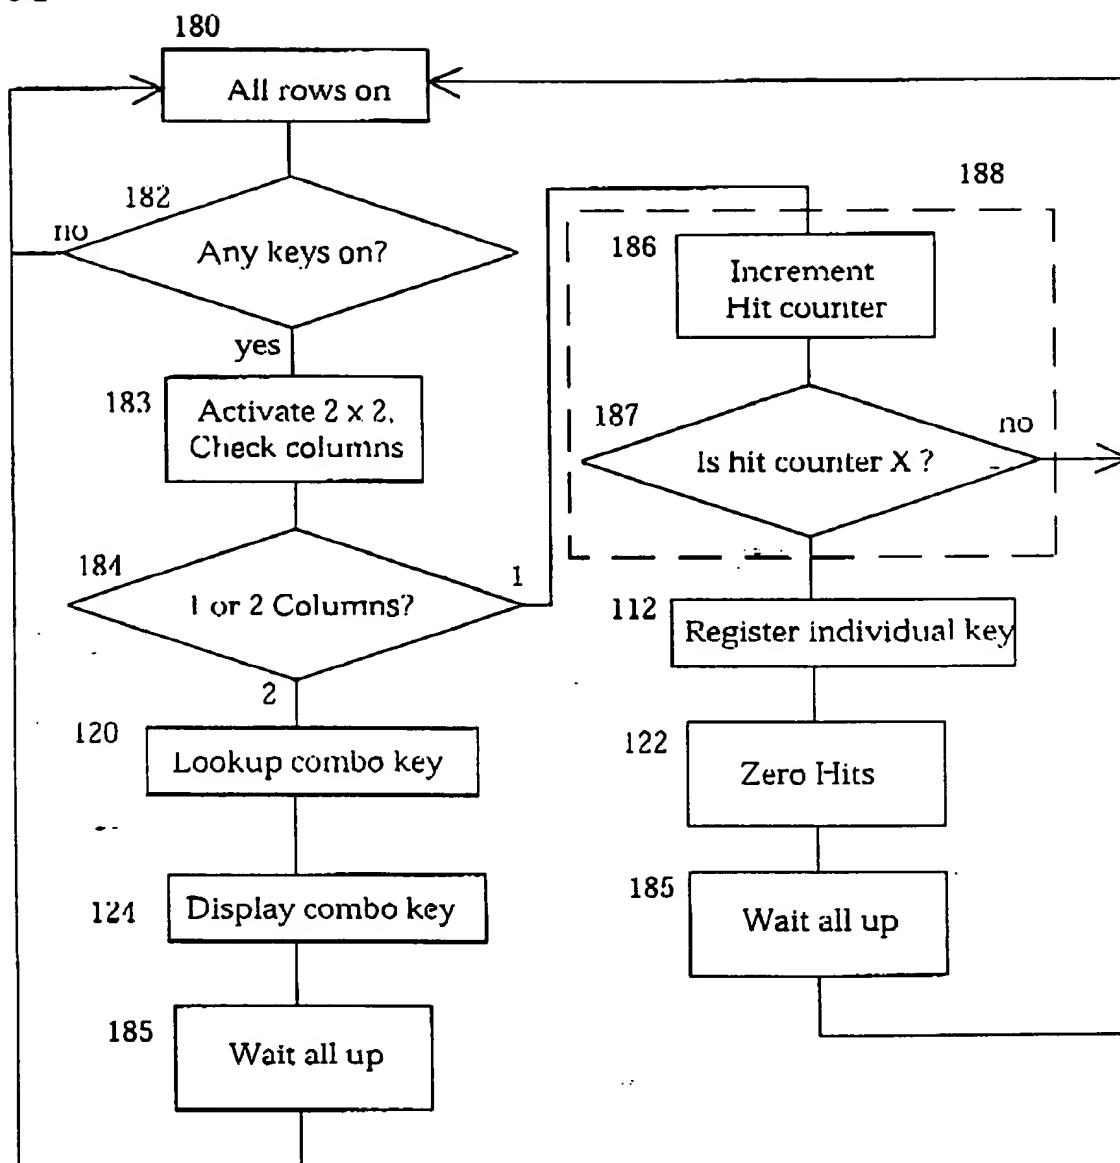 180
All rows on
182
no
Any keys on?
yes
183
Activate 2 x 2,
Check columns
184
1 or 2 Columns?
1
2
120
Lookup combo key
124
Display combo key
185
Wait all up
188
186
Increment
Hit counter
187
no
Is hit counter X ?
112
Register individual key
122
Zero Hits
185
Wait all up